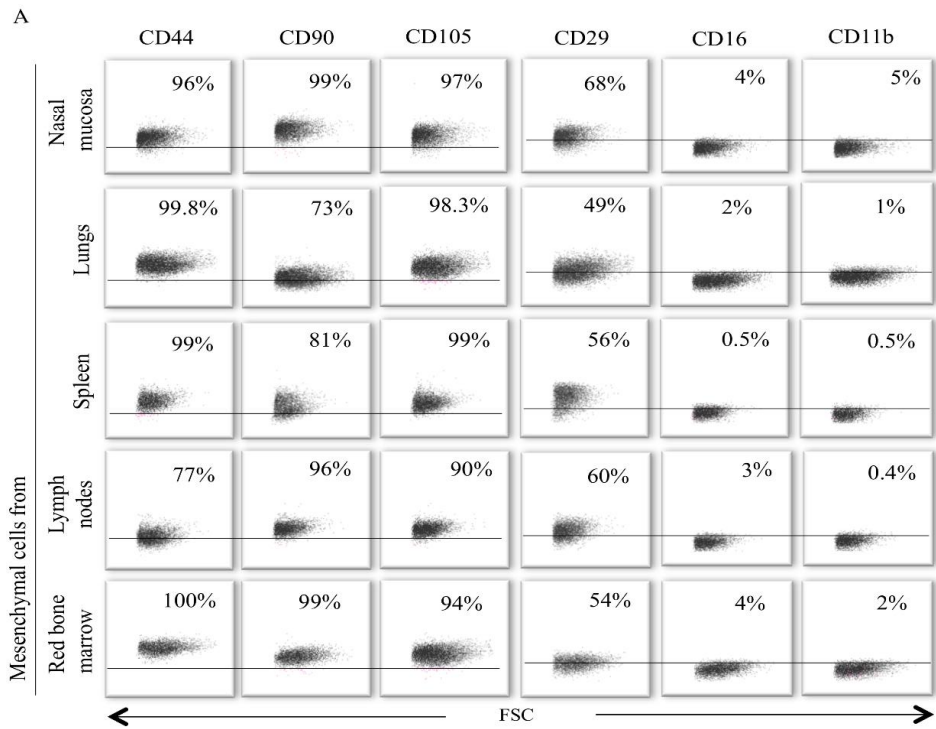 A
CD44 CD90 CD105 CD29 CD16 CD11b
Mesenchymal cells from
Nasal
mucosa
96% 99% 97% 68% 4% 5%
Lungs
99.8% 73% 98.3% 49% 2% 1%
Spleen
99% 81% 99% 56% 0.5% 0.5%
Lymph
nodes
77% 96% 90% 60% 3% 0.4%
Red bone
marrow
100% 99% 94% 54% 4% 2%
FSC